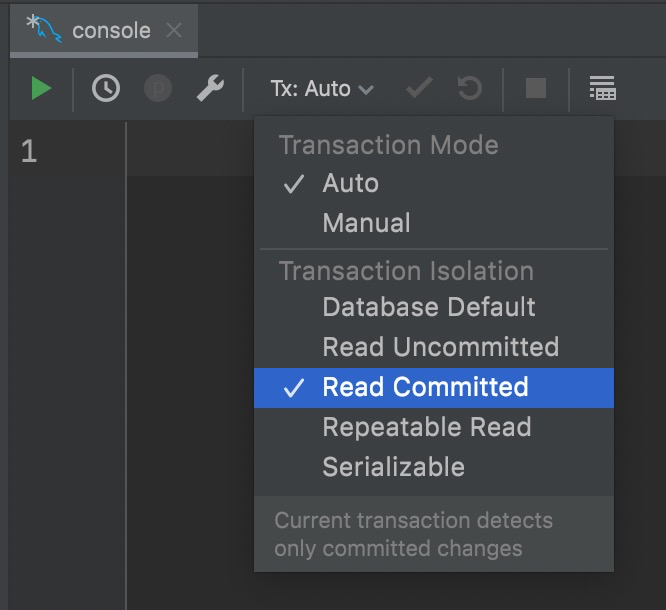 console
Tx: Auto
1
Transaction Mode
Auto
Manual
Transaction Isolation
Database Default
Read Uncommitted
Read Committed
Repeatable Read
Serializable
Current transaction detects
only committed changes